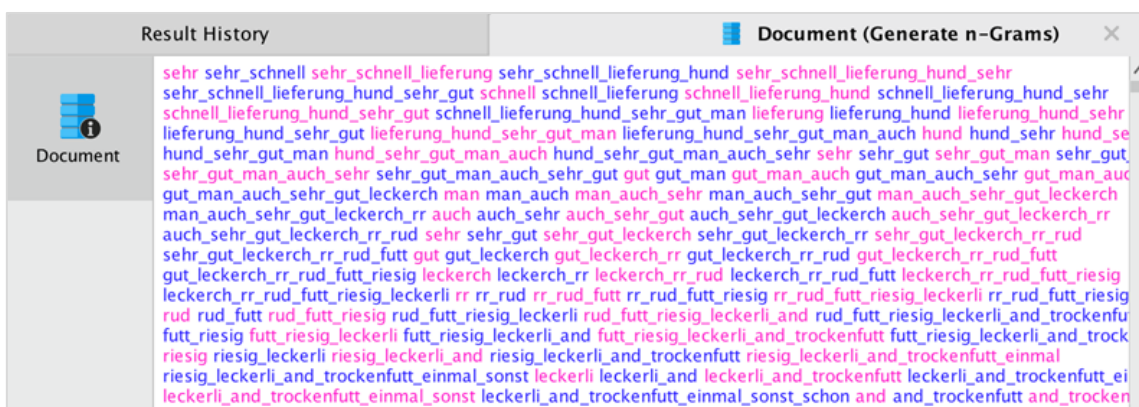 Result History
Document (Generate n-Grams)
Document
sehr sehr_schnell sehr_schnell_lieferung sehr_schnell_lieferung_hund sehr_schnell_lieferung_hund_sehr
sehr_schnell_lieferung_hund_sehr_gut schnell schnell_lieferung schnell_lieferung_hund schnell_lieferung_hund_sehr
schnell_lieferung_hund_sehr_gut schnell_lieferung_hund_sehr_gut_man lieferung lieferung_hund lieferung_hund_sehr
lieferung_hund_sehr_gut lieferung_hund_sehr_gut_man lieferung_hund_sehr_gut_man_auch hund hund_sehr hund_se
hund_sehr_gut_man hund_sehr_gut_man_auch hund_sehr_gut_man_auch_sehr sehr sehr_gut sehr_gut_man sehr_gut_
sehr_gut_man_auch_sehr sehr_gut_man_auch_sehr_gut gut gut_man gut_man_auch gut_man_auch_sehr gut_man_auc
gut_man_auch_sehr_gut_leckerch man man_auch man_auch_sehr man_auch_sehr_gut man_auch_sehr_gut_leckerch
man_auch_sehr_gut_leckerch_rr auch auch_sehr auch_sehr_gut auch_sehr_gut_leckerch auch_sehr_gut_leckerch_rr
auch_sehr_gut_leckerch_rr_rud sehr sehr_gut sehr_gut_leckerch sehr_gut_leckerch_rr sehr_gut_leckerch_rr_rud
sehr_gut_leckerch_rr_rud_futt gut gut_leckerch gut_leckerch_rr gut_leckerch_rr_rud gut_leckerch_rr_rud_futt
gut_leckerch_rr_rud_futt_riesig leckerch leckerch_rr leckerch_rr_rud leckerch_rr_rud_futt leckerch_rr_rud_futt_riesig
leckerch_rr_rud_futt_riesig_leckerli rr rr_rud rr_rud_futt rr_rud_futt_riesig rr_rud_futt_riesig_leckerli rr_rud_futt_riesig
rud rud_futt rud_futt_riesig rud_futt_riesig_leckerli rud_futt_riesig_leckerli_and rud_futt_riesig_leckerli_and_trockenfu
futt_riesig futt_riesig_leckerli futt_riesig_leckerli_and futt_riesig_leckerli_and_trockenfutt futt_riesig_leckerli_and_trock
riesig riesig_leckerli riesig_leckerli_and riesig_leckerli_and_trockenfutt riesig_leckerli_and_trockenfutt_einmal
riesig_leckerli_and_trockenfutt_einmal_sonst leckerli leckerli_and leckerli_and_trockenfutt leckerli_and_trockenfutt_ei
leckerli_and_trockenfutt_einmal_sonst leckerli_and_trockenfutt_einmal_sonst_schon and and_trockenfutt and_trocken